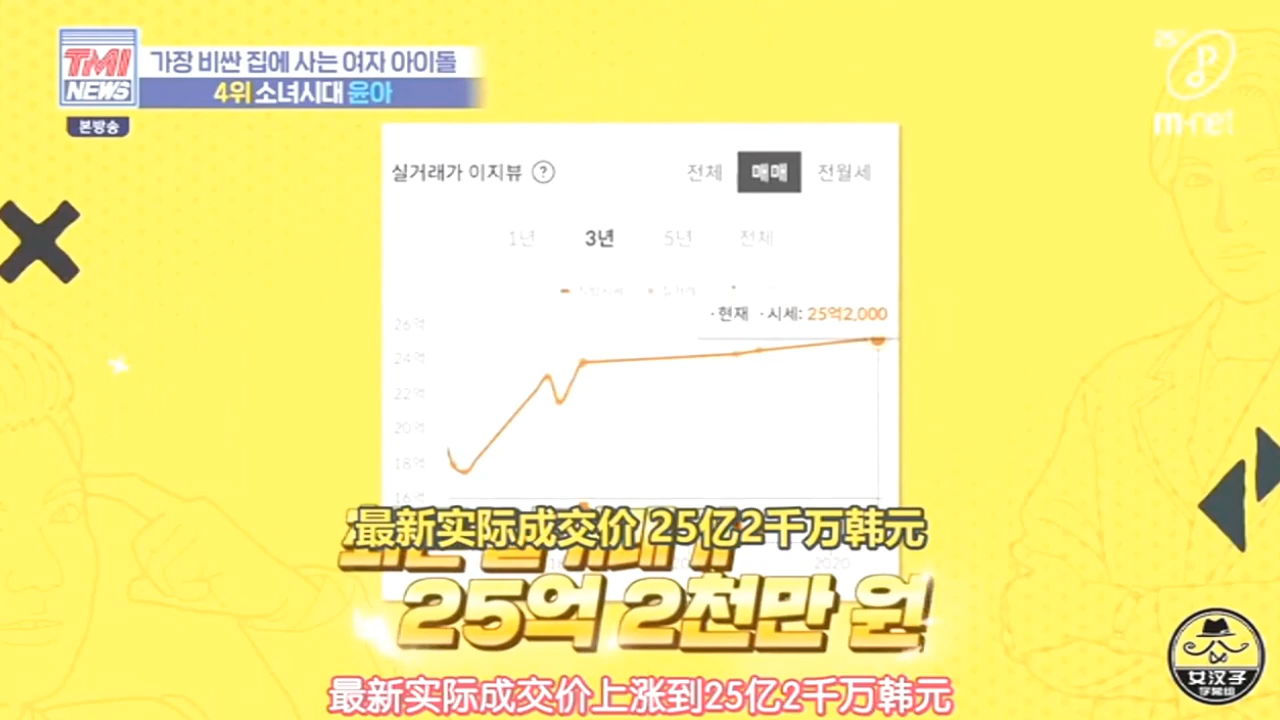 TMI
NEWS
가장 비싼 집에 사는 여자 아이돌
4위 소녀시대 윤아
본방송
m·net
실거래가 이지뷰 ?
전체 매매 전월세
1년 3년 5년 전체
·현재 ·시세: 25억2,000
26억
24억
22억
20억
18억
16억
最新实际成交价 25亿2千万韩元
2020
25억 2천만 원
女汉子
字幕组
最新实际成交价上涨到25亿2千万韩元